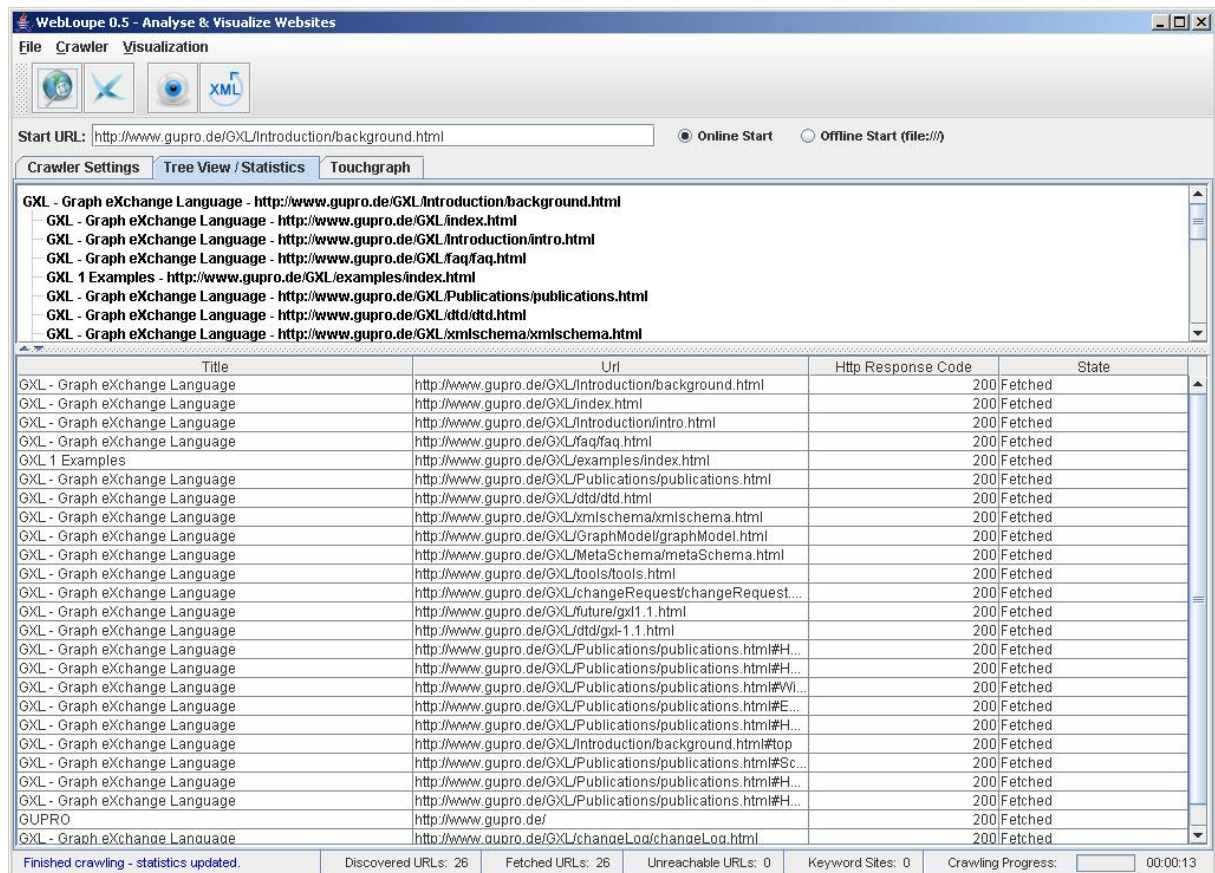 WebLoupe 0.5 - Analyse & Visualize Websites
File Crawler Visualization
XML
Start URL: http://www.gupro.de/GXL/Introduction/background.html Online Start Offline Start (file:///)
Crawler Settings Tree View / Statistics Touchgraph
GXL - Graph eXchange Language - http://www.gupro.de/GXL/Introduction/background.html
GXL - Graph eXchange Language - http://www.gupro.de/GXL/index.html
GXL - Graph eXchange Language - http://www.gupro.de/GXL/Introduction/intro.html
GXL - Graph eXchange Language - http://www.gupro.de/GXL/faq/faq.html
GXL 1 Examples - http://www.gupro.de/GXL/examples/index.html
GXL - Graph eXchange Language - http://www.gupro.de/GXL/Publications/publications.html
GXL - Graph eXchange Language - http://www.gupro.de/GXL/dtd/dtd.html
GXL - Graph eXchange Language - http://www.gupro.de/GXL/xmlschema/xmlschema.html
Title Url Http Response Code State
GXL - Graph eXchange Language http://www.gupro.de/GXL/Introduction/background.html 200 Fetched
GXL - Graph eXchange Language http://www.gupro.de/GXL/index.html 200 Fetched
GXL - Graph eXchange Language http://www.gupro.de/GXL/Introduction/intro.html 200 Fetched
GXL - Graph eXchange Language http://www.gupro.de/GXL/faq/faq.html 200 Fetched
GXL 1 Examples http://www.gupro.de/GXL/examples/index.html 200 Fetched
GXL - Graph eXchange Language http://www.gupro.de/GXL/Publications/publications.html 200 Fetched
GXL - Graph eXchange Language http://www.gupro.de/GXL/dtd/dtd.html 200 Fetched
GXL - Graph eXchange Language http://www.gupro.de/GXL/xmlschema/xmlschema.html 200 Fetched
GXL - Graph eXchange Language http://www.gupro.de/GXL/GraphModel/graphModel.html 200 Fetched
GXL - Graph eXchange Language http://www.gupro.de/GXL/MetaSchema/metaSchema.html 200 Fetched
GXL - Graph eXchange Language http://www.gupro.de/GXL/tools/tools.html 200 Fetched
GXL - Graph eXchange Language http://www.gupro.de/GXL/changeRequest/changeRequest.... 200 Fetched
GXL - Graph eXchange Language http://www.gupro.de/GXL/future/gxl1.1.html 200 Fetched
GXL - Graph eXchange Language http://www.gupro.de/GXL/dtd/gxl-1.1.html 200 Fetched
GXL - Graph eXchange Language http://www.gupro.de/GXL/Publications/publications.html#H... 200 Fetched
GXL - Graph eXchange Language http://www.gupro.de/GXL/Publications/publications.html#H... 200 Fetched
GXL - Graph eXchange Language http://www.gupro.de/GXL/Publications/publications.html#Wi... 200 Fetched
GXL - Graph eXchange Language http://www.gupro.de/GXL/Publications/publications.html#E... 200 Fetched
GXL - Graph eXchange Language http://www.gupro.de/GXL/Publications/publications.html#H... 200 Fetched
GXL - Graph eXchange Language http://www.gupro.de/GXL/Introduction/background.html#top 200 Fetched
GXL - Graph eXchange Language http://www.gupro.de/GXL/Publications/publications.html#Sc... 200 Fetched
GXL - Graph eXchange Language http://www.gupro.de/GXL/Publications/publications.html#H... 200 Fetched
GXL - Graph eXchange Language http://www.gupro.de/GXL/Publications/publications.html#H... 200 Fetched
GUPRO http://www.gupro.de/ 200 Fetched
GXL - Graph eXchange Language http://www.gupro.de/GXL/changeLog/changeLog.html 200 Fetched
Finished crawling - statistics updated. Discovered URLs: 26 Fetched URLs: 26 Unreachable URLs: 0 Keyword Sites: 0 Crawling Progress: 00:00:13